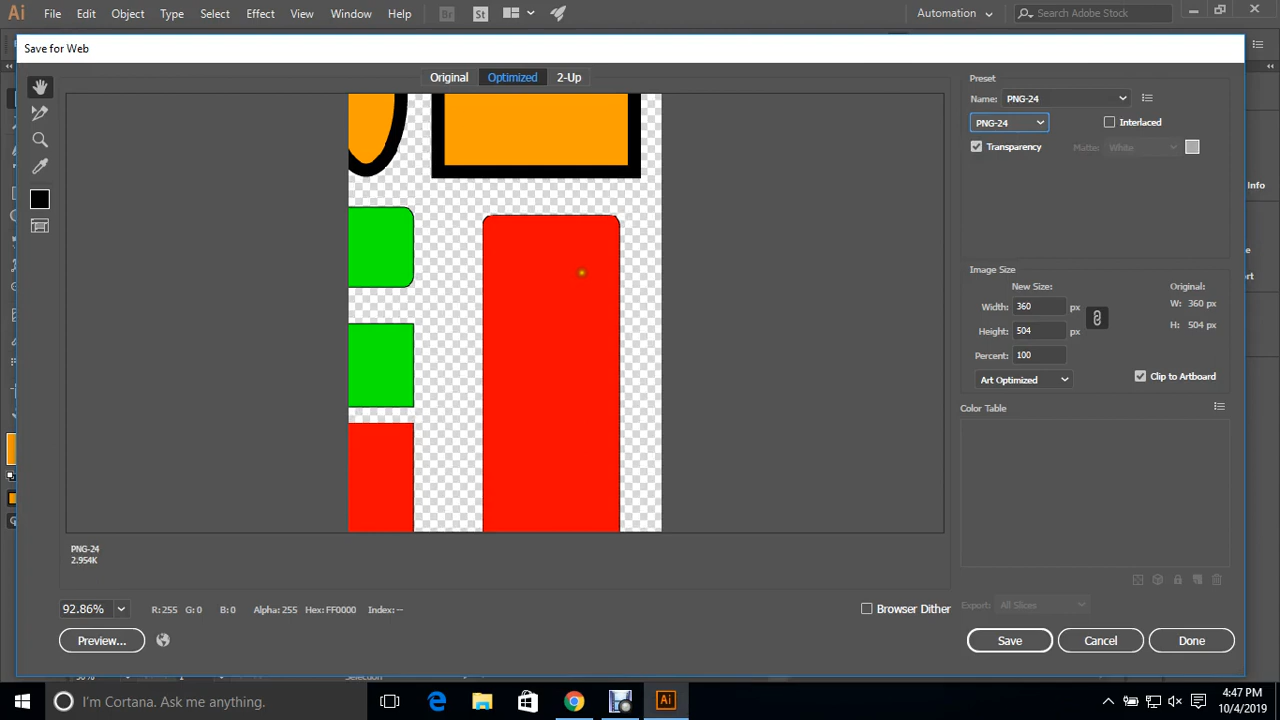 Ai File Edit Object Type Select Effect View Window Help Br St Automation Search Adobe Stock
Save for Web
Original Optimized 2-Up
Preset
Name: PNG-24
PNG-24 Interlaced
Transparency Matte: White
Info
Image Size
New Size: Original:
Width: 360 px W: 360 px
Height: 504 px H: 504 px
Percent: 100
Art Optimized Clip to Artboard
Color Table
PNG-24
2.954K
92.86% R: 255 G: 0 B: 0 Alpha: 255 Hex: FF0000 Index: -- Browser Dither Export: All Slices
Preview... Save Cancel Done
Selection
I'm Cortana. Ask me anything. Ai 4:47 PM
10/4/2019